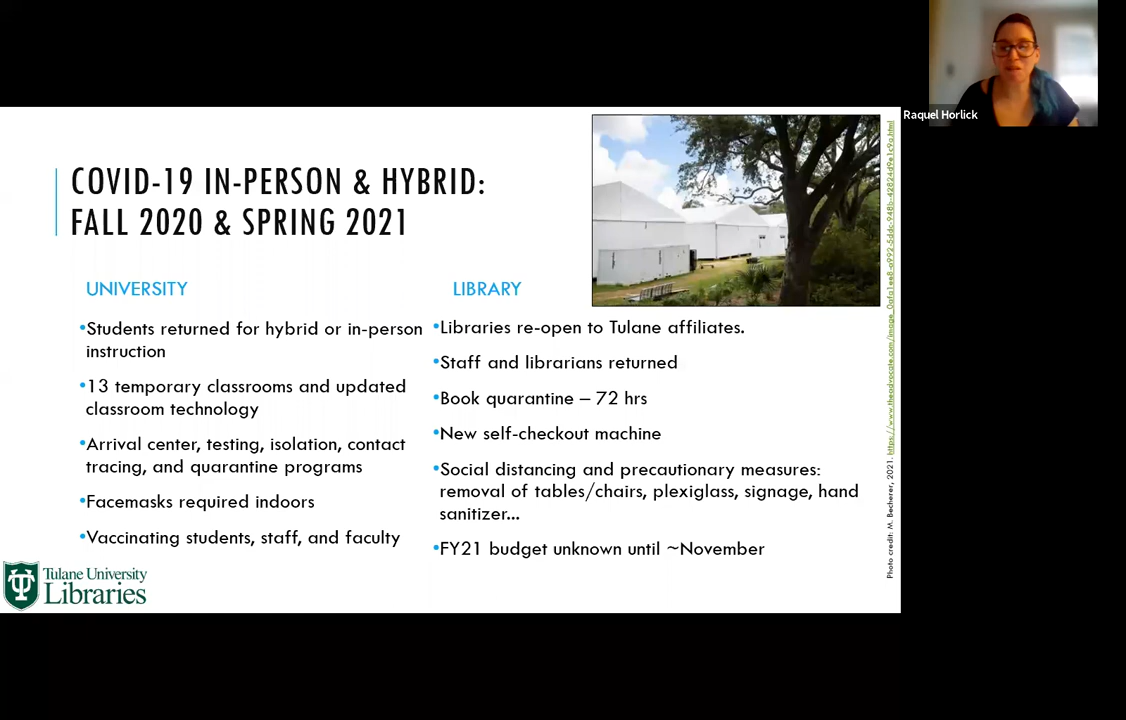 Raquel Horlick
COVID-19 IN-PERSON & HYBRID:
FALL 2020 & SPRING 2021
UNIVERSITY
•Students returned for hybrid or in-person
instruction
•13 temporary classrooms and updated
classroom technology
•Arrival center, testing, isolation, contact
tracing, and quarantine programs
•Facemasks required indoors
•Vaccinating students, staff, and faculty
LIBRARY
•Libraries re-open to Tulane affiliates.
•Staff and librarians returned
•Book quarantine – 72 hrs
•New self-checkout machine
•Social distancing and precautionary measures:
removal of tables/chairs, plexiglass, signage, hand
sanitizer...
•FY21 budget unknown until ~November
Photo credit: M. Becherer, 2021.
Tulane University
Libraries